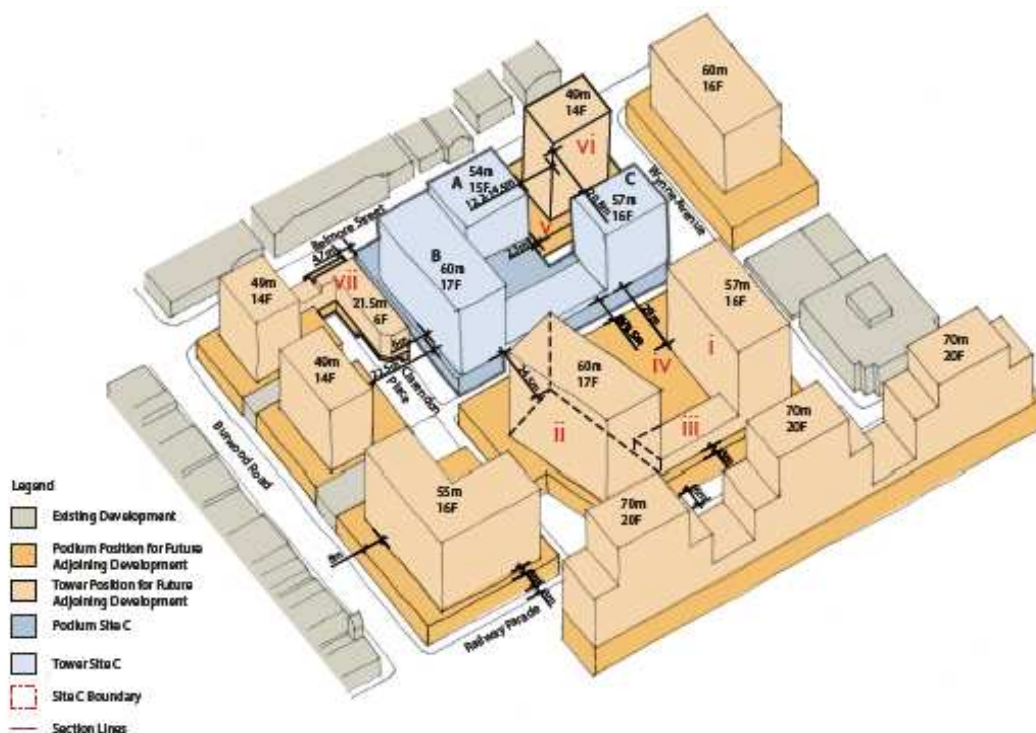 60m
16F
49m
14F
vi
Wynne Avenue
A
54m
15F
C
57m
16F
Belmore Street
v
B
60m
17F
vii
49m
14F
21.5m
6F
57m
16F
i
iv
49m
14F
Clarendon
Place
60m
17F
70m
20F
ii
iii
70m
20F
Burwood Road
55m
16F
70m
20F
Railway Parade
Legend
Existing Development
Podium Position for Future
Adjoining Development
Tower Position for Future
Adjoining Development
Podium Site C
Tower Site C
Site C Boundary
Section Lines